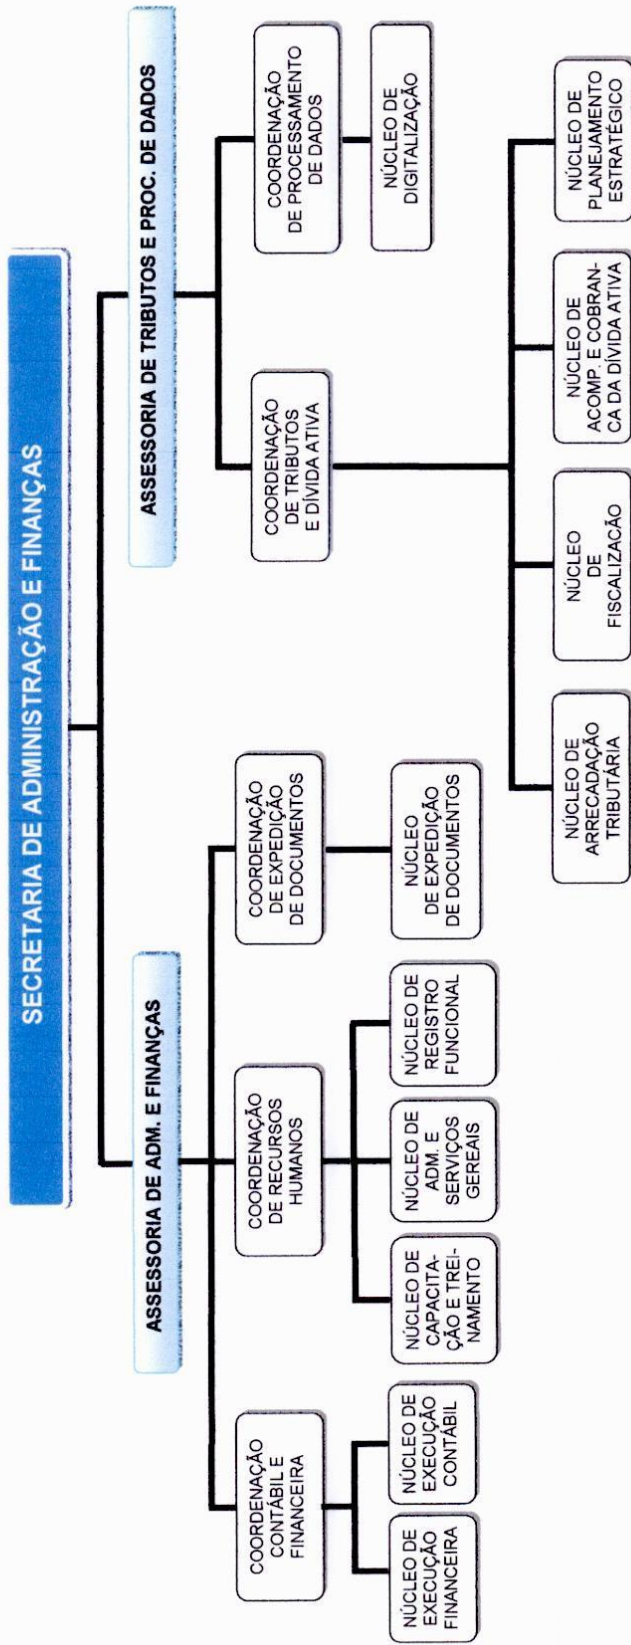 SECRETARIA DE ADMINISTRAÇÃO E FINANÇAS
ASSESSORIA DE ADM. E FINANÇAS
ASSESSORIA DE TRIBUTOS E PROC. DE DADOS
COORDENAÇÃO
CONTÁBIL E
FINANCEIRA
COORDENAÇÃO
DE RECURSOS
HUMANOS
COORDENAÇÃO
DE EXPEDIÇÃO
DE DOCUMENTOS
COORDENAÇÃO
DE TRIBUTOS
E DÍVIDA ATIVA
COORDENAÇÃO
DE PROCESSAMENTO
DE DADOS
NÚCLEO DE
EXECUÇÃO
FINANCEIRA
NÚCLEO DE
EXECUÇÃO
CONTÁBIL
NÚCLEO DE
CAPACITA-
ÇÃO E TREI-
NAMENTO
NÚCLEO DE
ADM. E
SERVIÇOS
GEREAIS
NÚCLEO DE
REGISTRO
FUNCIONAL
NÚCLEO
DE EXPEDIÇÃO
DE DOCUMENTOS
NÚCLEO DE
DIGITALIZAÇÃO
NÚCLEO DE
ARRECADAÇÃO
TRIBUTÁRIA
NÚCLEO
DE
FISCALIZAÇÃO
NÚCLEO DE
ACOMP. E COBRAN-
CA DA DÍVIDA ATIVA
NÚCLEO DE
PLANEJAMENTO
ESTRATÉGICO